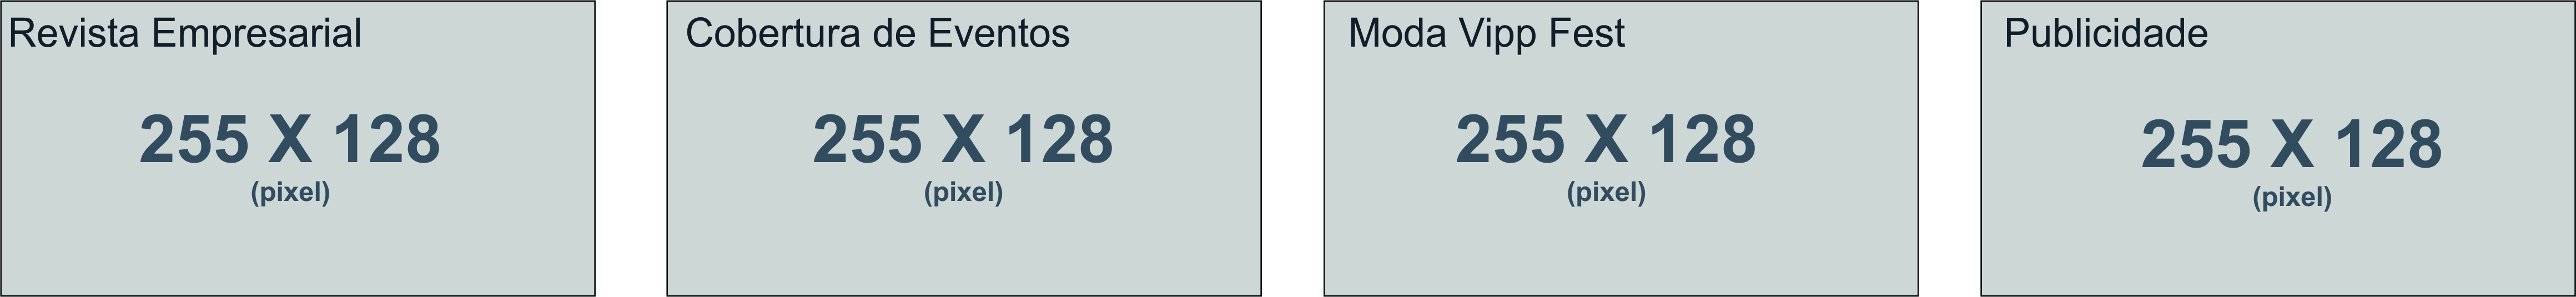 Revista Empresarial
255 X 128
(pixel)
Cobertura de Eventos
255 X 128
(pixel)
Moda Vipp Fest
255 X 128
(pixel)
Publicidade
255 X 128
(pixel)